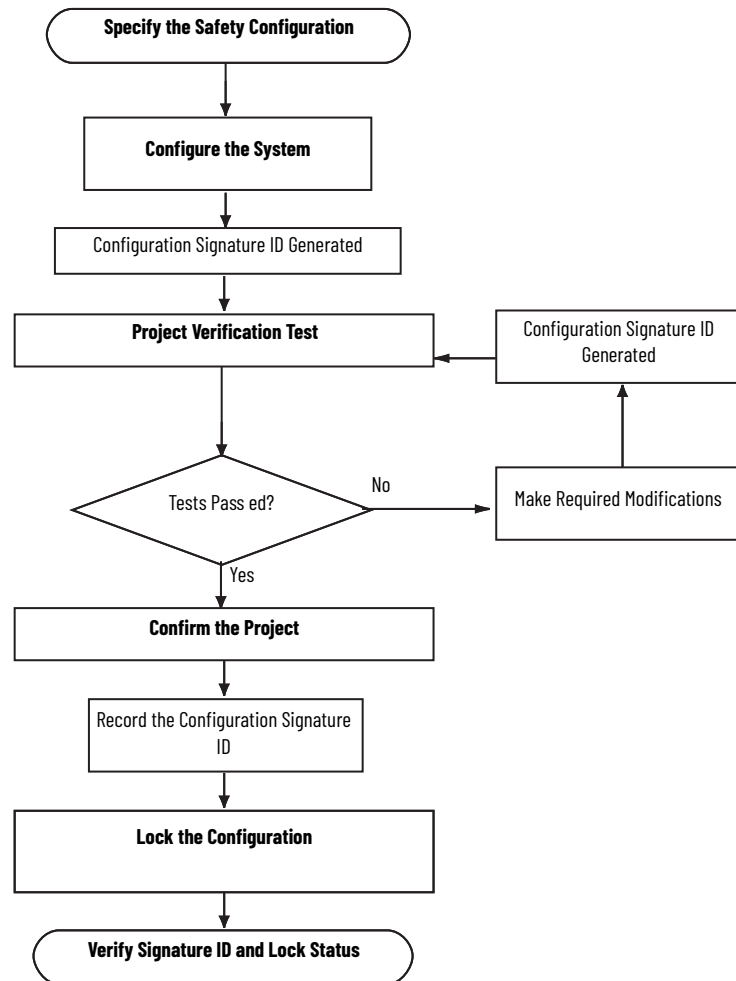 Specify the Safety Configuration
Configure the System
Configuration Signature ID Generated
Project Verification Test
Configuration Signature ID
Generated
Tests Pass ed?
No
Make Required Modifications
Yes
Confirm the Project
Record the Configuration Signature
ID
Lock the Configuration
Verify Signature ID and Lock Status